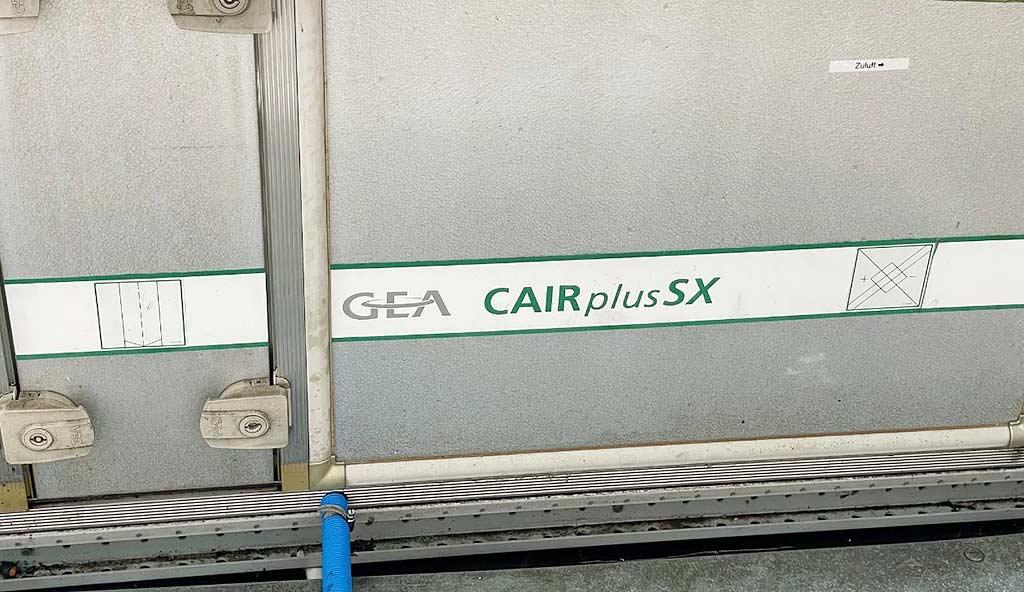 Zuluft ➡
GEA CAIRplusSX